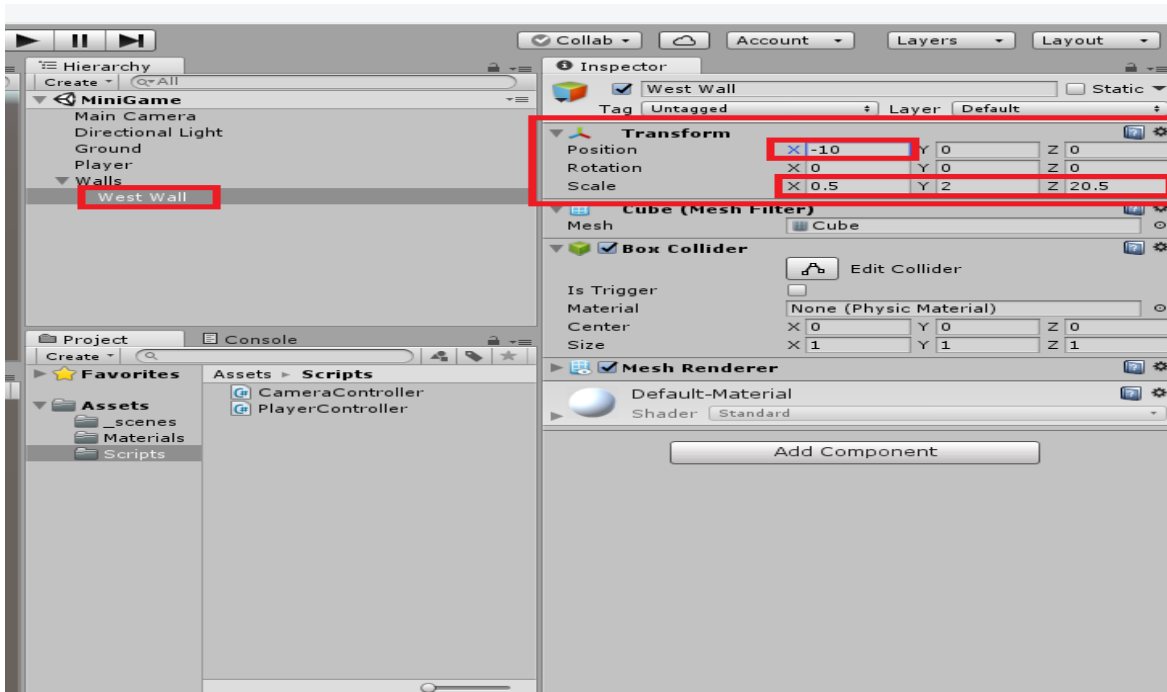 Collab
Account
Layers
Layout
Hierarchy
Create
All
MiniGame
Main Camera
Directional Light
Ground
Player
Walls
West Wall
Project
Console
Create
Favorites
Assets
_scenes
Materials
Scripts
Assets Scripts
CameraController
PlayerController
Inspector
West Wall Static
Tag Untagged Layer Default
Transform
Position X -10 Y 0 Z 0
Rotation X 0 Y 0 Z 0
Scale X 0.5 Y 2 Z 20.5
Cube (Mesh Filter)
Mesh Cube
Box Collider
Edit Collider
Is Trigger
Material None (Physic Material)
Center X 0 Y 0 Z 0
Size X 1 Y 1 Z 1
Mesh Renderer
Default-Material
Shader Standard
Add Component